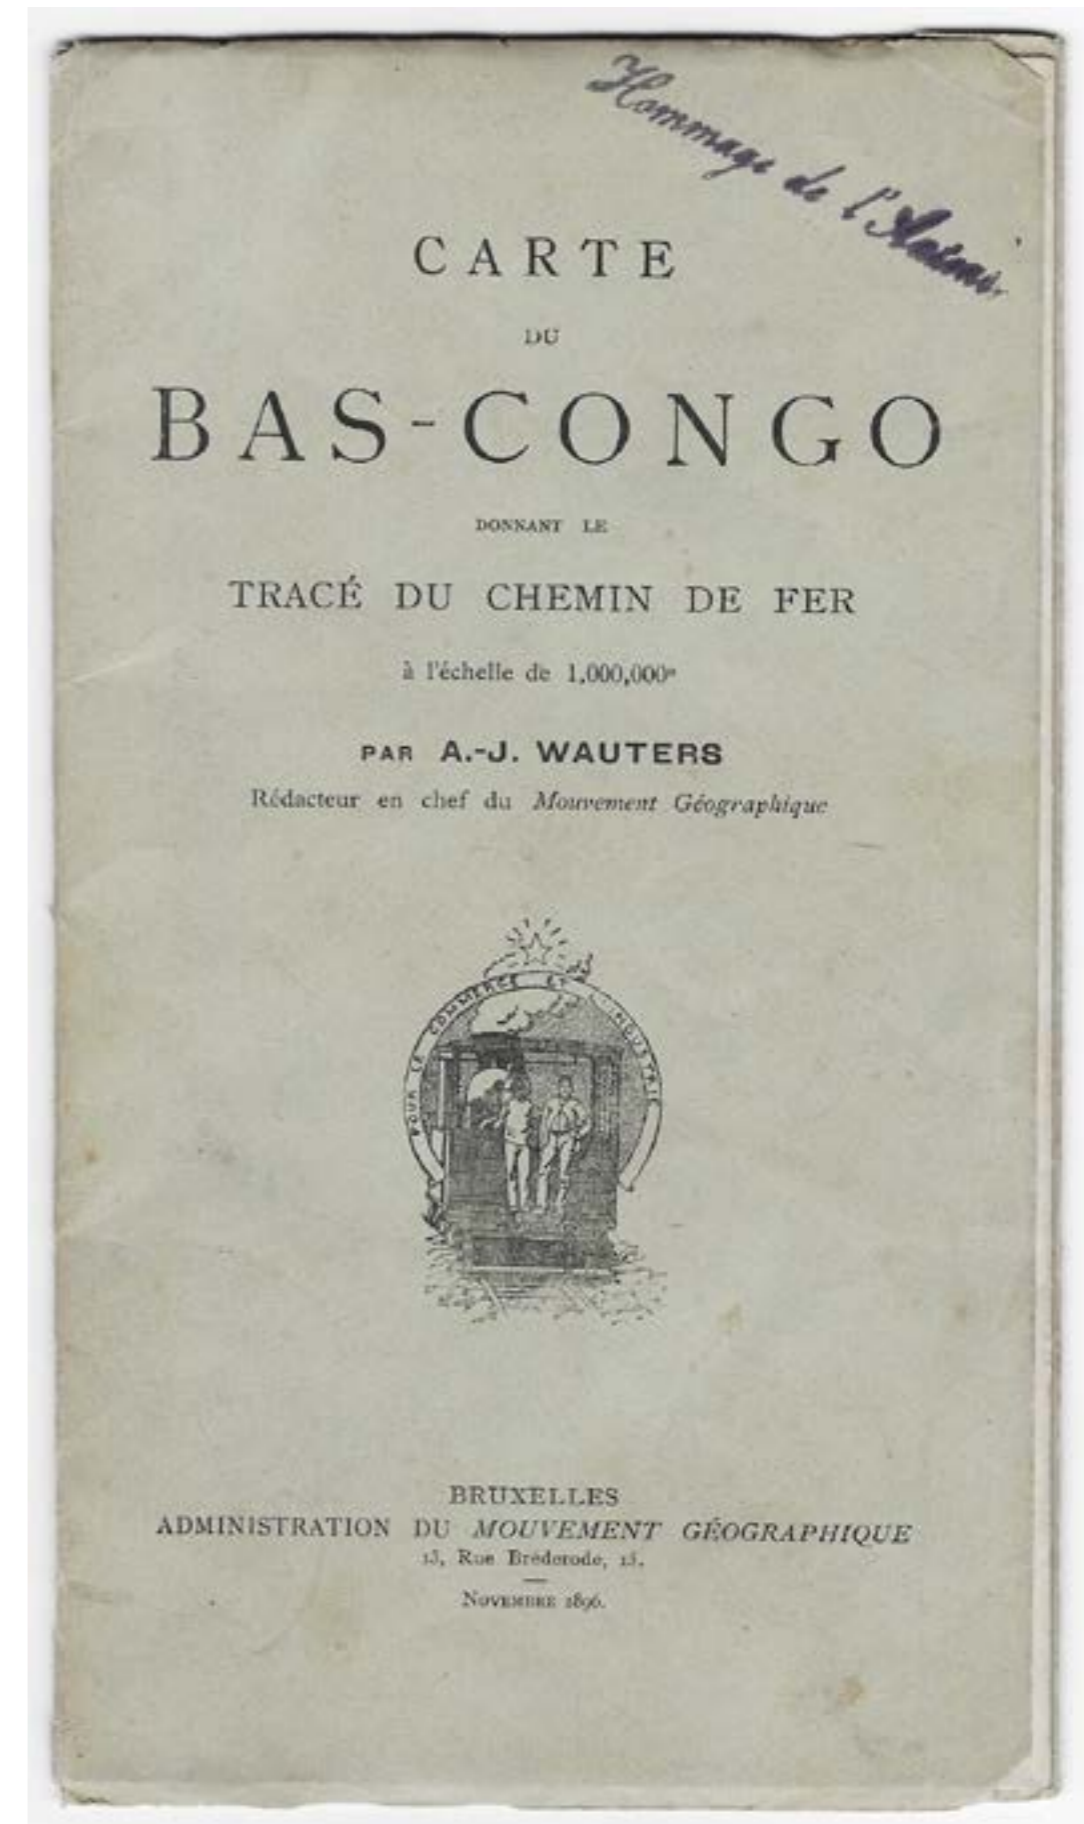 Hommage de l'Auteur
CARTE
DU
BAS-CONGO
DONNANT LE
TRACÉ DU CHEMIN DE FER
à l'échelle de 1,000,000ᵉ
PAR A.-J. WAUTERS
Rédacteur en chef du Mouvement Géographique
POUR LE COMMERCE ET L'INDUSTRIE
BRUXELLES
ADMINISTRATION DU MOUVEMENT GÉOGRAPHIQUE
13, Rue Bréderode, 13.
NOVEMBRE 1896.